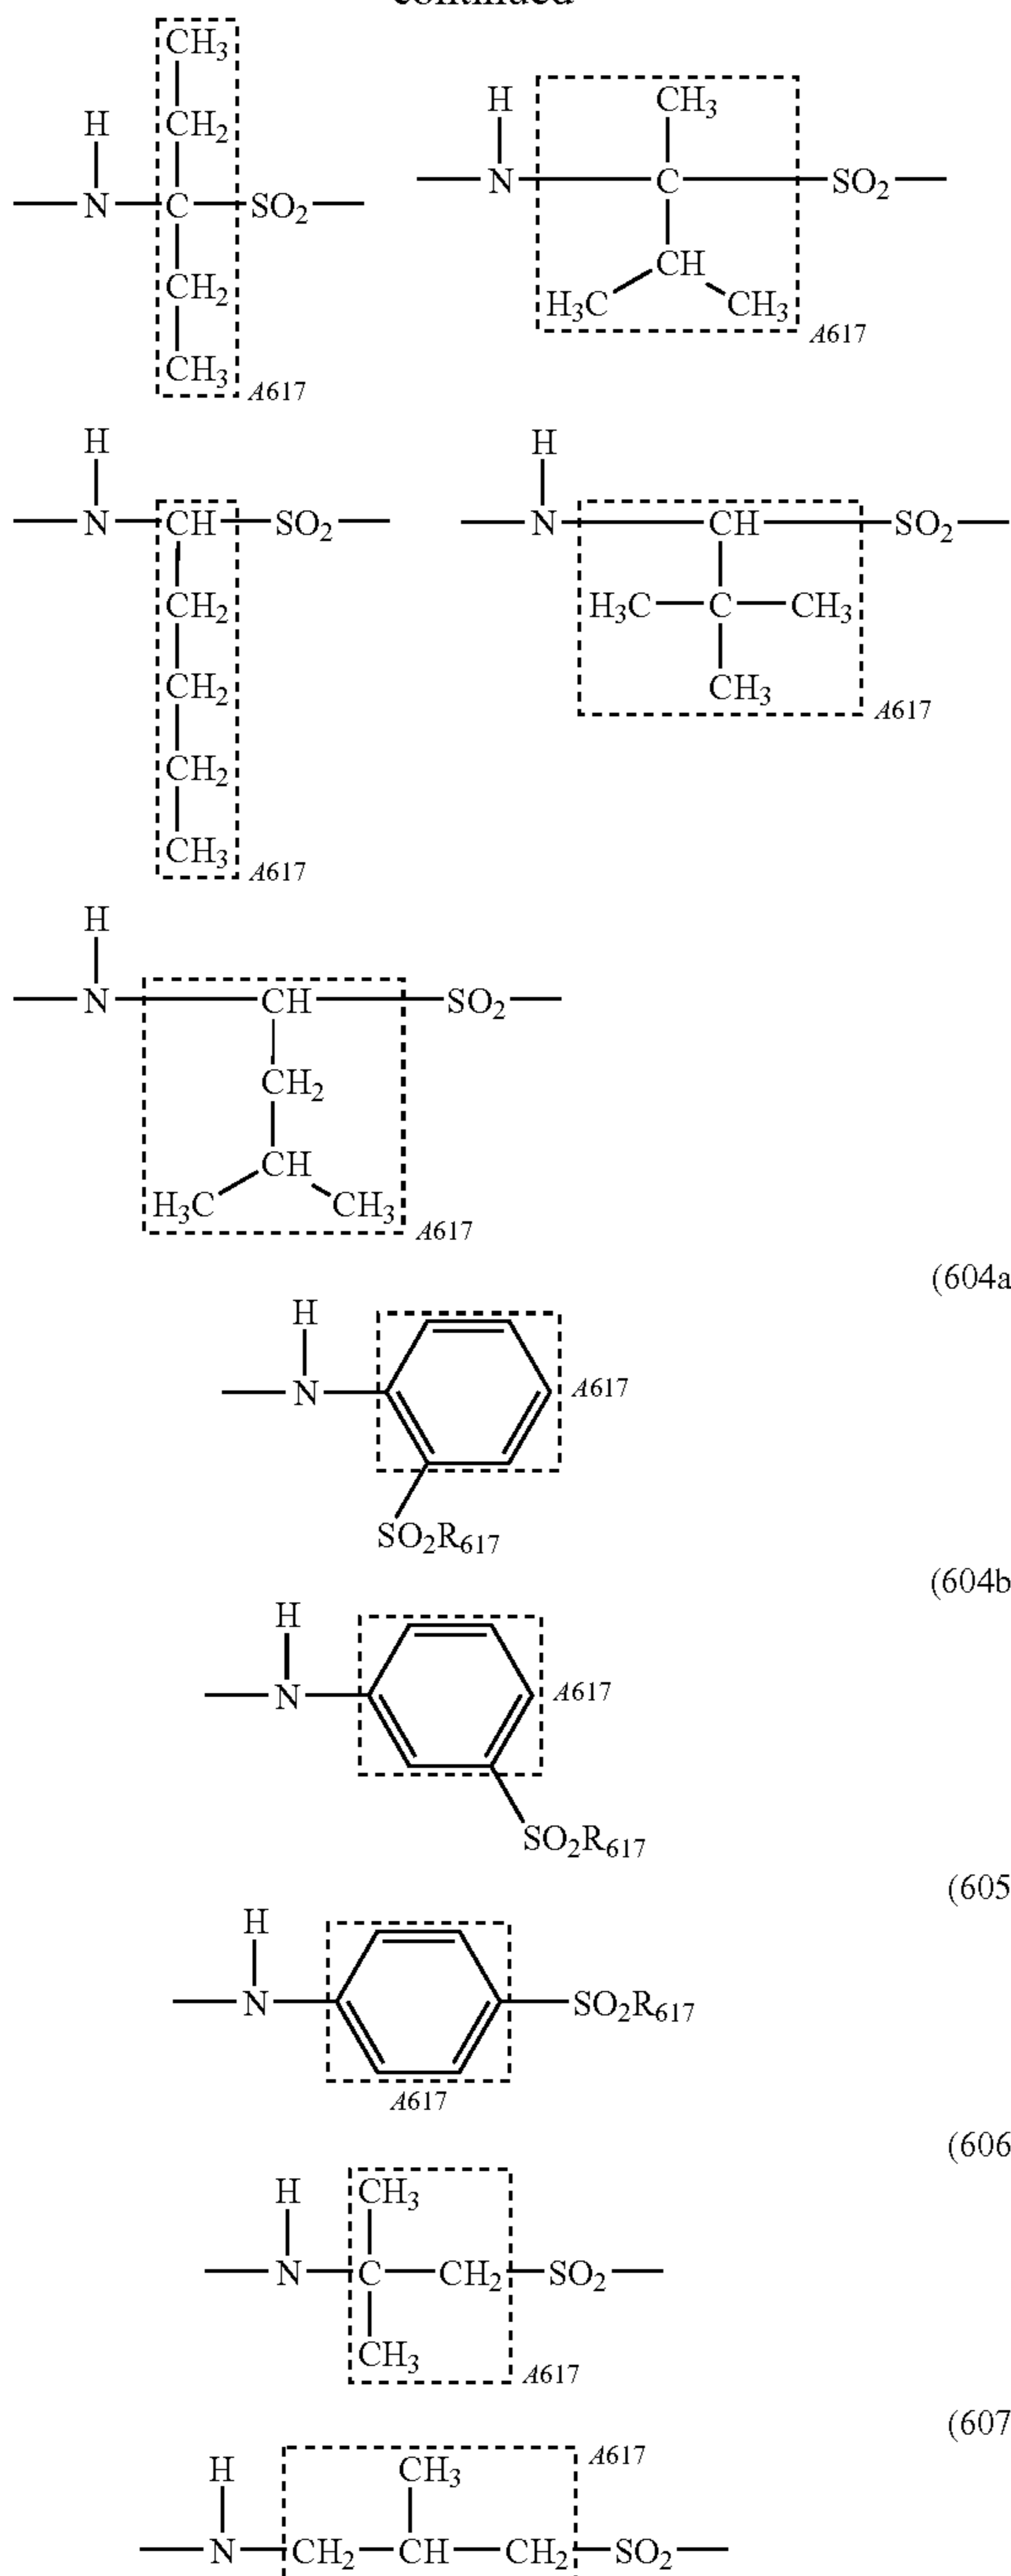 continued
CH3
H
CH2
N C SO2
CH2
CH3
A617
H
CH3
N C SO2
CH
H3C CH3
A617
H
N CH SO2
CH2
CH2
CH2
CH3
A617
H
N CH SO2
H3C C CH3
CH3
A617
H
N CH SO2
CH2
CH
H3C CH3
A617
(604a
H
N A617
SO2R617
(604b
H
N A617
SO2R617
(605
H
N SO2R617
A617
(606
H CH3
N C CH2 SO2
CH3
A617
(607
A617
H CH3
N CH2 CH CH2 SO2